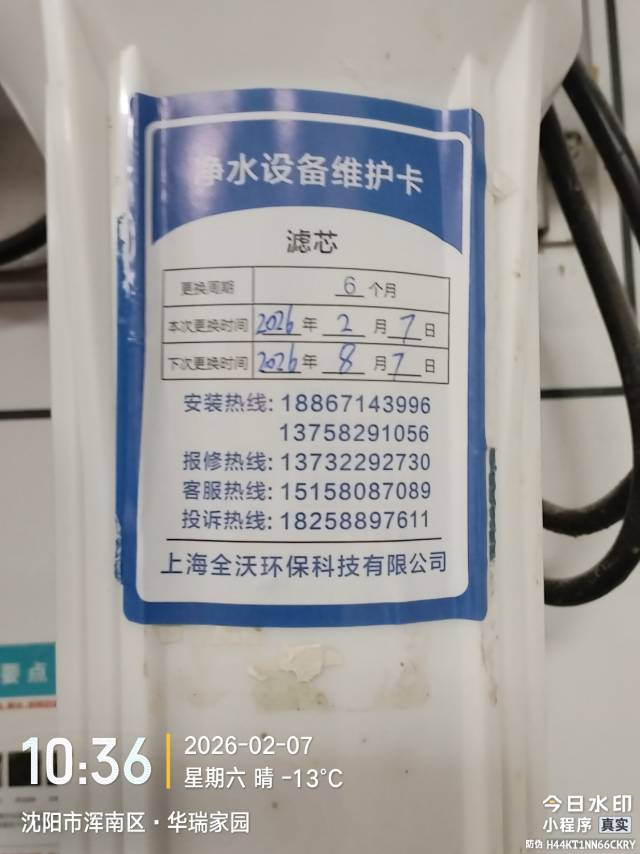 净水设备维护卡
滤芯
更换周期 6 个月
本次更换时间 2026 年 2 月 7 日
下次更换时间 2026 年 8 月 7 日
安装热线: 18867143996
13758291056
报修热线: 13732292730
客服热线: 15158087089
投诉热线: 18258897611
上海全沃环保科技有限公司
要点
10:36
2026-02-07
星期六 晴 -13℃
沈阳市浑南区·华瑞家园
今日水印
小程序 真实
防伪 H44KT1NN66CKRY